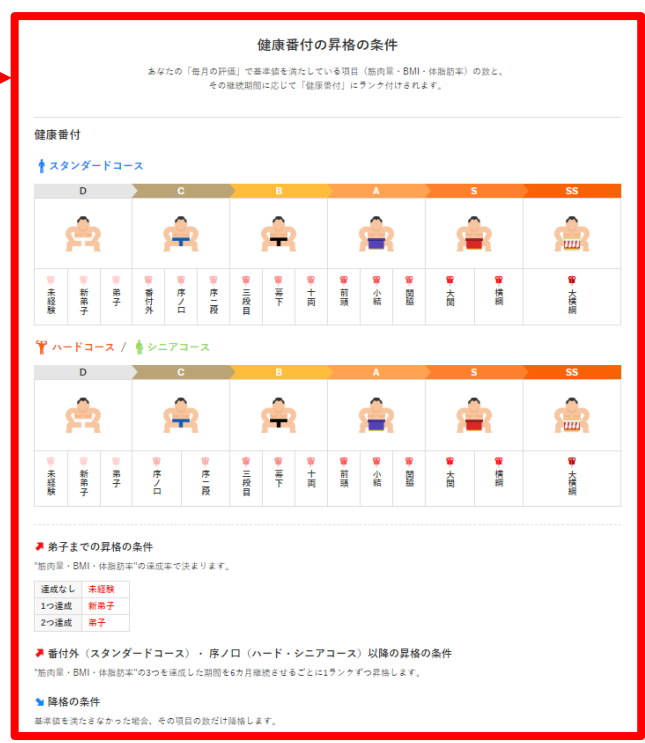 健康番付の昇格の条件
あなたの「毎月の評価」で基準値を満たしている項目（筋肉量・BMI・体脂肪率）の数と、
その継続期間に応じて「健康番付」にランク付けされます。
健康番付
スタンダードコース
D C B A S SS
未経験 新弟子 弟子 番付外 序ノ口 序二段 三段目 幕下 十両 前頭 小結 関脇 大関 横綱 大横綱
ハードコース / シニアコース
D C B A S SS
未経験 新弟子 弟子 序ノ口 序二段 三段目 幕下 十両 前頭 小結 関脇 大関 横綱 大横綱
弟子までの昇格の条件
"筋肉量・BMI・体脂肪率"の達成率で決まります。
達成なし 未経験
1つ達成 新弟子
2つ達成 弟子
番付外（スタンダードコース）・ 序ノ口（ハード・シニアコース）以降の昇格の条件
"筋肉量・BMI・体脂肪率"の3つを達成した期間を6カ月継続させるごとに1ランクずつ昇格します。
降格の条件
基準値を満たさなかった場合、その項目の数だけ降格します。